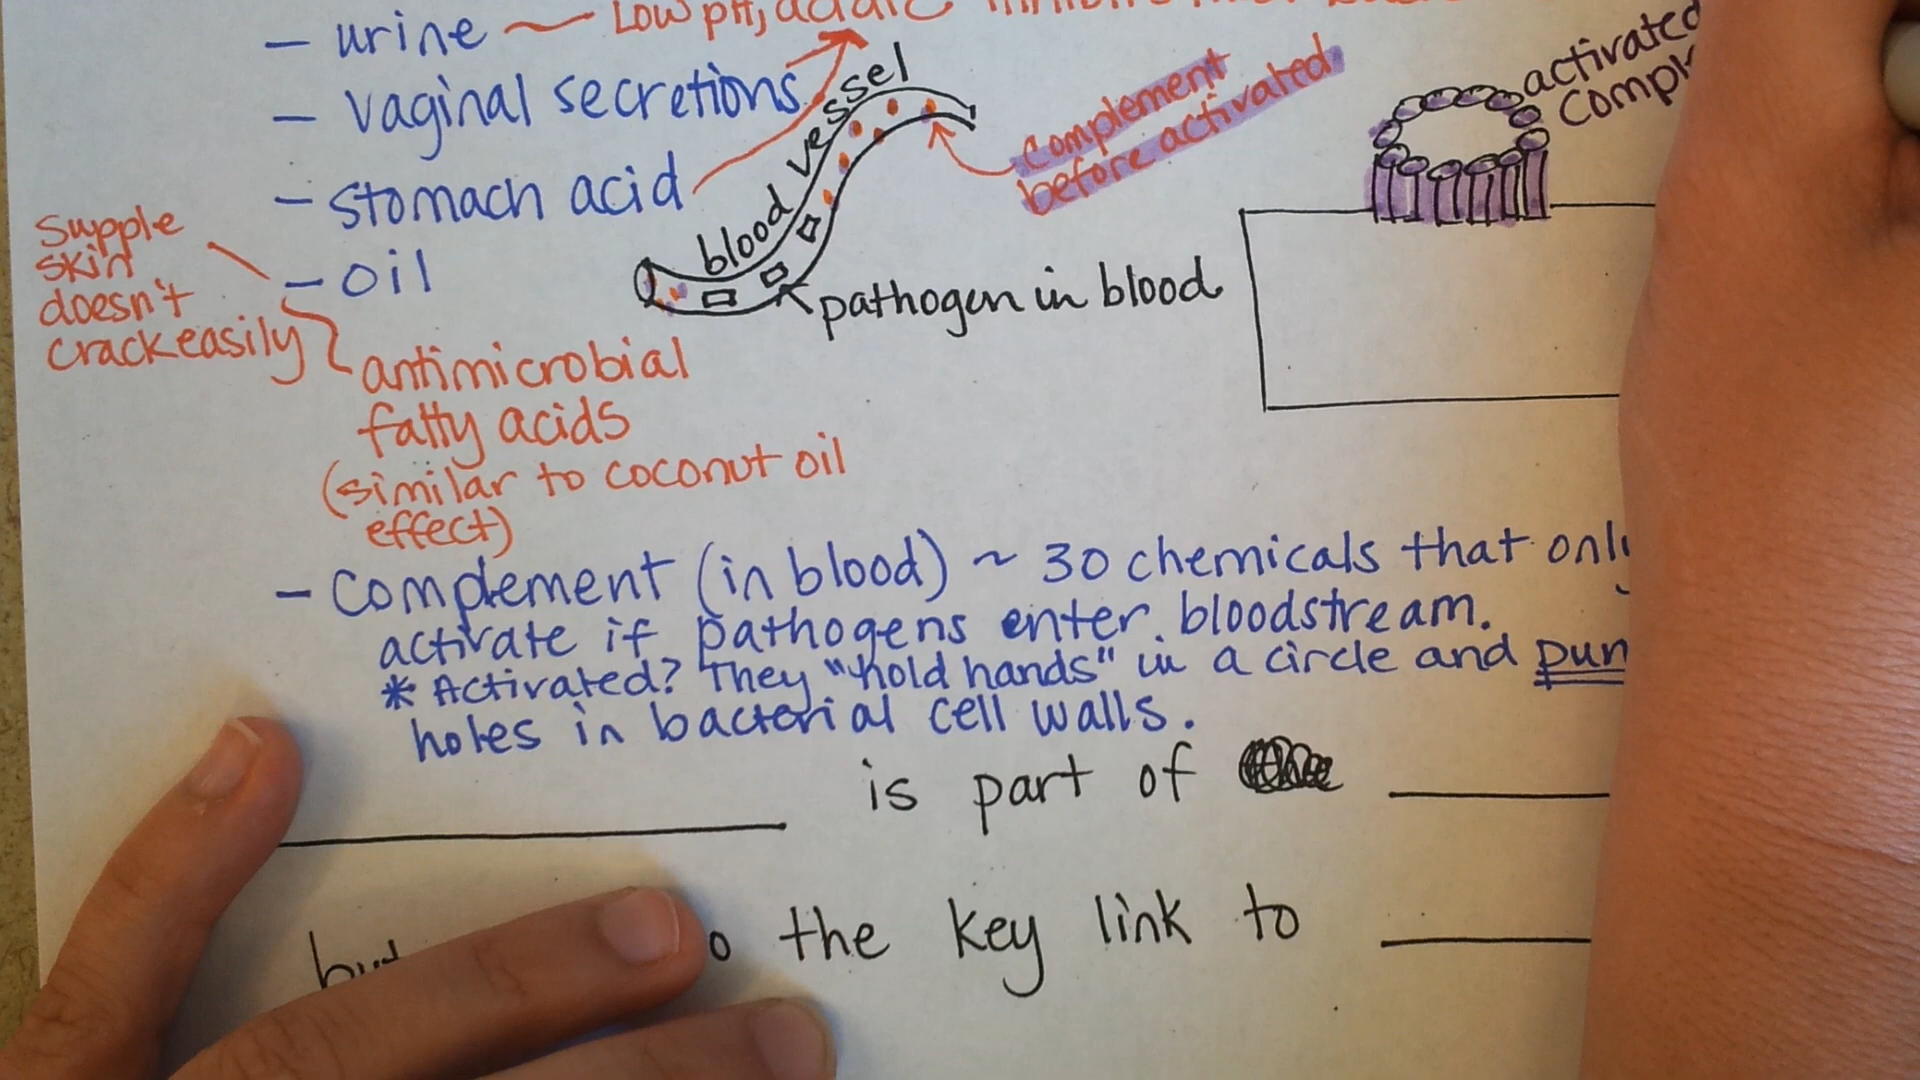 - urine ~ Low pH, acidic
- vaginal secretions
- stomach acid
blood vessel
complement
before activated
activated
compl
supple
skin
doesn't
crack easily
- oil
pathogen in blood
antimicrobial
fatty acids
(similar to coconut oil
effect)
- Complement (in blood) ~ 30 chemicals that only
activate if pathogens enter bloodstream.
* Activated? They "hold hands" in a circle and pun
holes in bacterial cell walls.
is part of
but the key link to